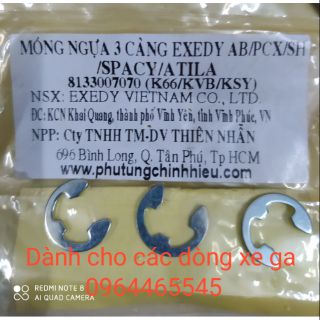 MÓNG NGỰA 3 CÀNG EXEDY AB/PCX/SH
/SPACY/ATILA
8133007070 (K66/KVB/KSY)
NSX: EXEDY VIETNAM CO., LTD.
ĐC: KCN Khai Quang, thành phố Vĩnh Yên, tỉnh Vĩnh Phúc, VN
NPP: Cty TNHH TM-DV THIÊN NHÂN
696 Bình Long, Q. Tân Phú, Tp HCM
www.phutungchinhhieu.com
Dành cho các dòng xe ga
0964465545
REDMI NOTE 8
AI QUAD CAMERA